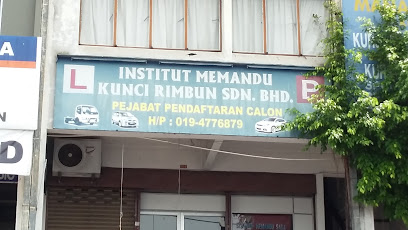 L
INSTITUT MEMANDU
KUNCI RIMBUN SDN. BHD.
P
PEJABAT PENDAFTARAN CALON
H/P : 019-4776879
A
N
D